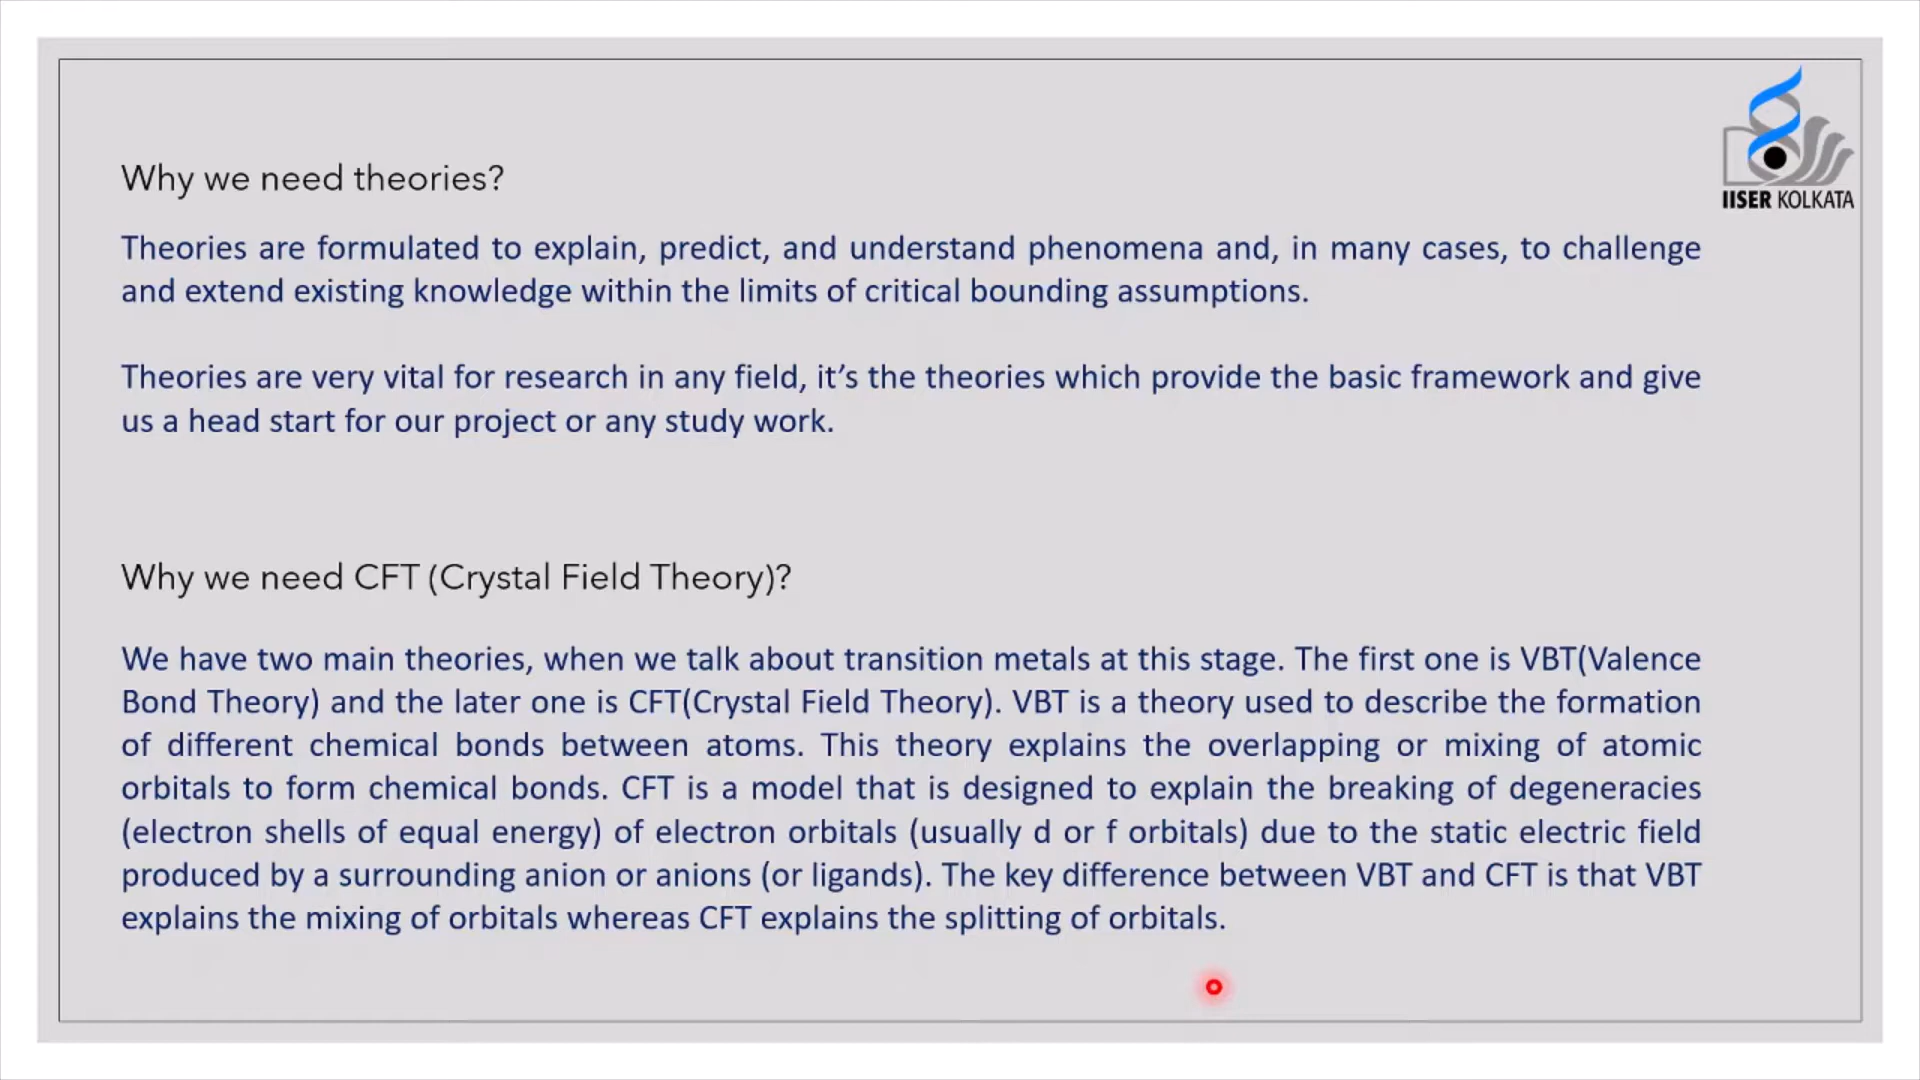 IISER KOLKATA
Why we need theories?
Theories are formulated to explain, predict, and understand phenomena and, in many cases, to challenge
and extend existing knowledge within the limits of critical bounding assumptions.
Theories are very vital for research in any field, it’s the theories which provide the basic framework and give
us a head start for our project or any study work.
Why we need CFT (Crystal Field Theory)?
We have two main theories, when we talk about transition metals at this stage. The first one is VBT(Valence
Bond Theory) and the later one is CFT(Crystal Field Theory). VBT is a theory used to describe the formation
of different chemical bonds between atoms. This theory explains the overlapping or mixing of atomic
orbitals to form chemical bonds. CFT is a model that is designed to explain the breaking of degeneracies
(electron shells of equal energy) of electron orbitals (usually d or f orbitals) due to the static electric field
produced by a surrounding anion or anions (or ligands). The key difference between VBT and CFT is that VBT
explains the mixing of orbitals whereas CFT explains the splitting of orbitals.